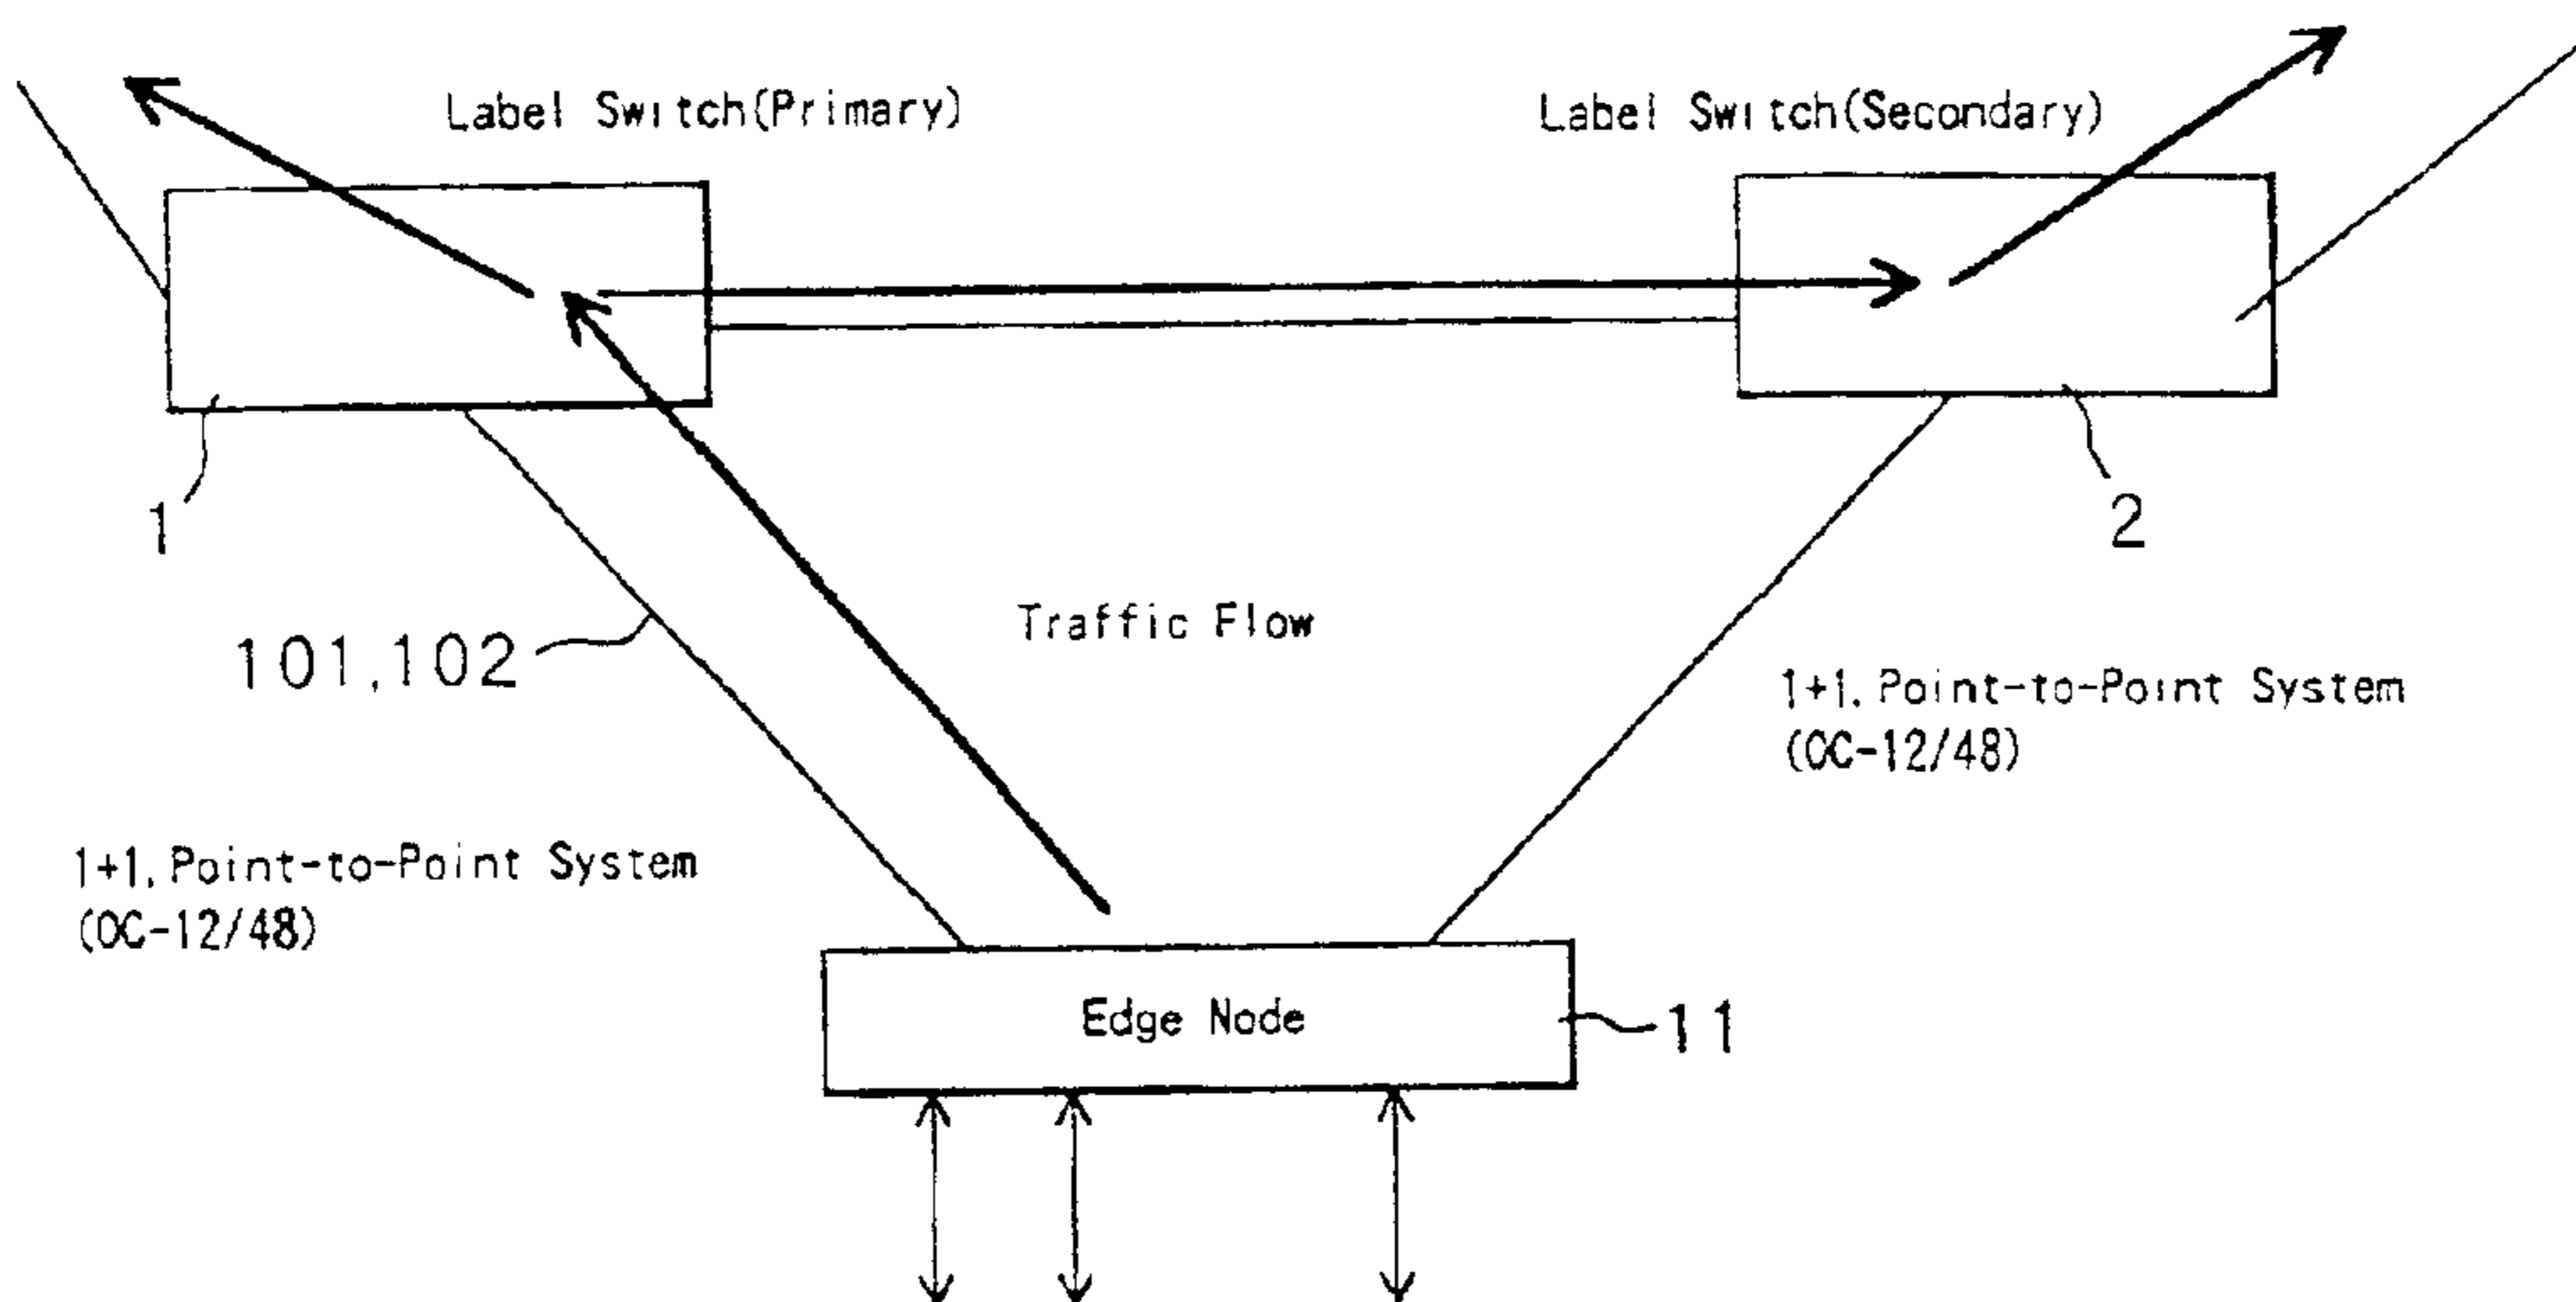 Label Switch(Primary)
Label Switch(Secondary)
1
2
Traffic Flow
101,102
1+1, Point-to-Point System
(OC-12/48)
1+1, Point-to-Point System
(OC-12/48)
Edge Node
11